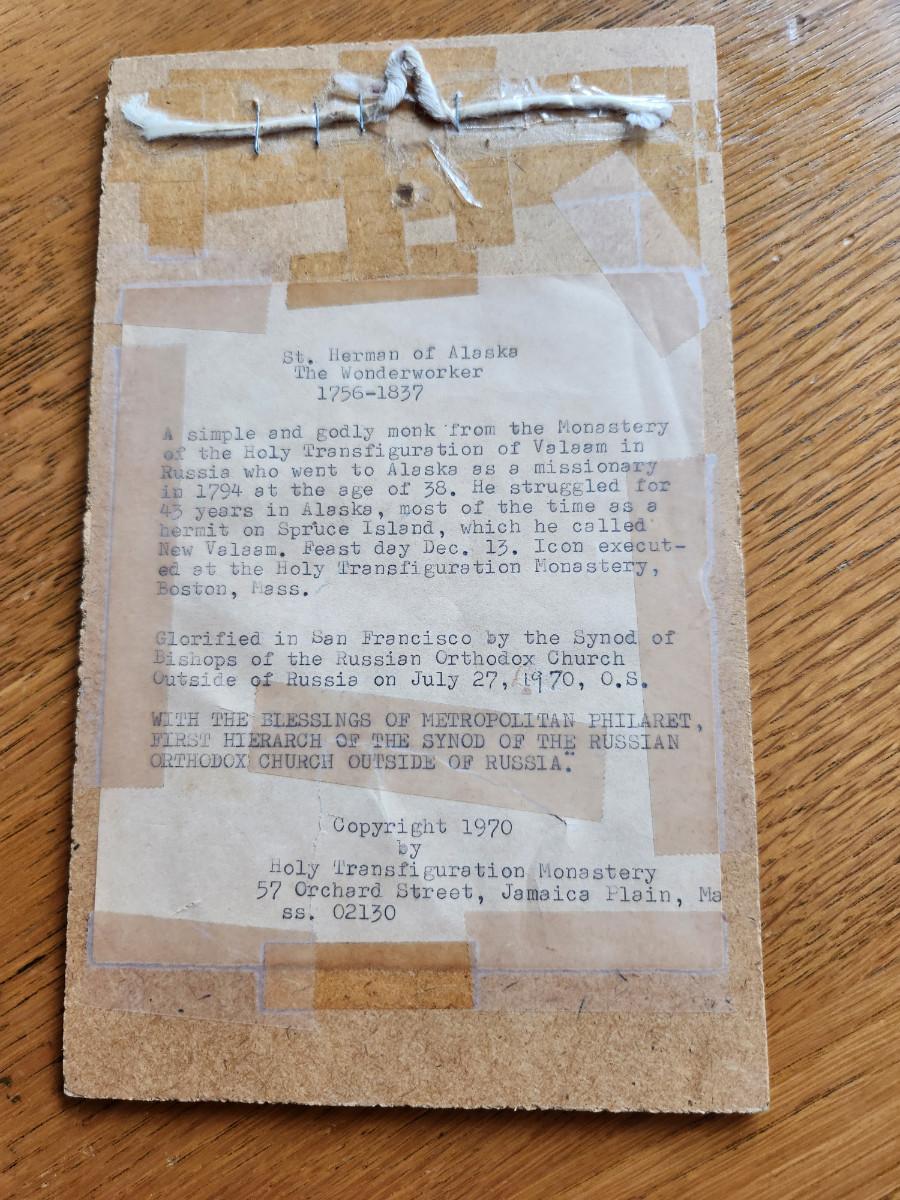 St. Herman of Alaska
The Wonderworker
1756-1837
A simple and godly monk from the Monastery
of the Holy Transfiguration of Valaam in
Russia who went to Alaska as a missionary
in 1794 at the age of 38. He struggled for
43 years in Alaska, most of the time as a
hermit on Spruce Island, which he called
New Valaam. Feast day Dec. 13. Icon execut-
ed at the Holy Transfiguration Monastery,
Boston, Mass.
Glorified in San Francisco by the Synod of
Bishops of the Russian Orthodox Church
Outside of Russia on July 27, 1970, O.S.
WITH THE BLESSINGS OF METROPOLITAN PHILARET,
FIRST HIERARCH OF THE SYNOD OF THE RUSSIAN
ORTHODOX CHURCH OUTSIDE OF RUSSIA.
Copyright 1970
by
Holy Transfiguration Monastery
57 Orchard Street, Jamaica Plain, Ma
ss. 02130